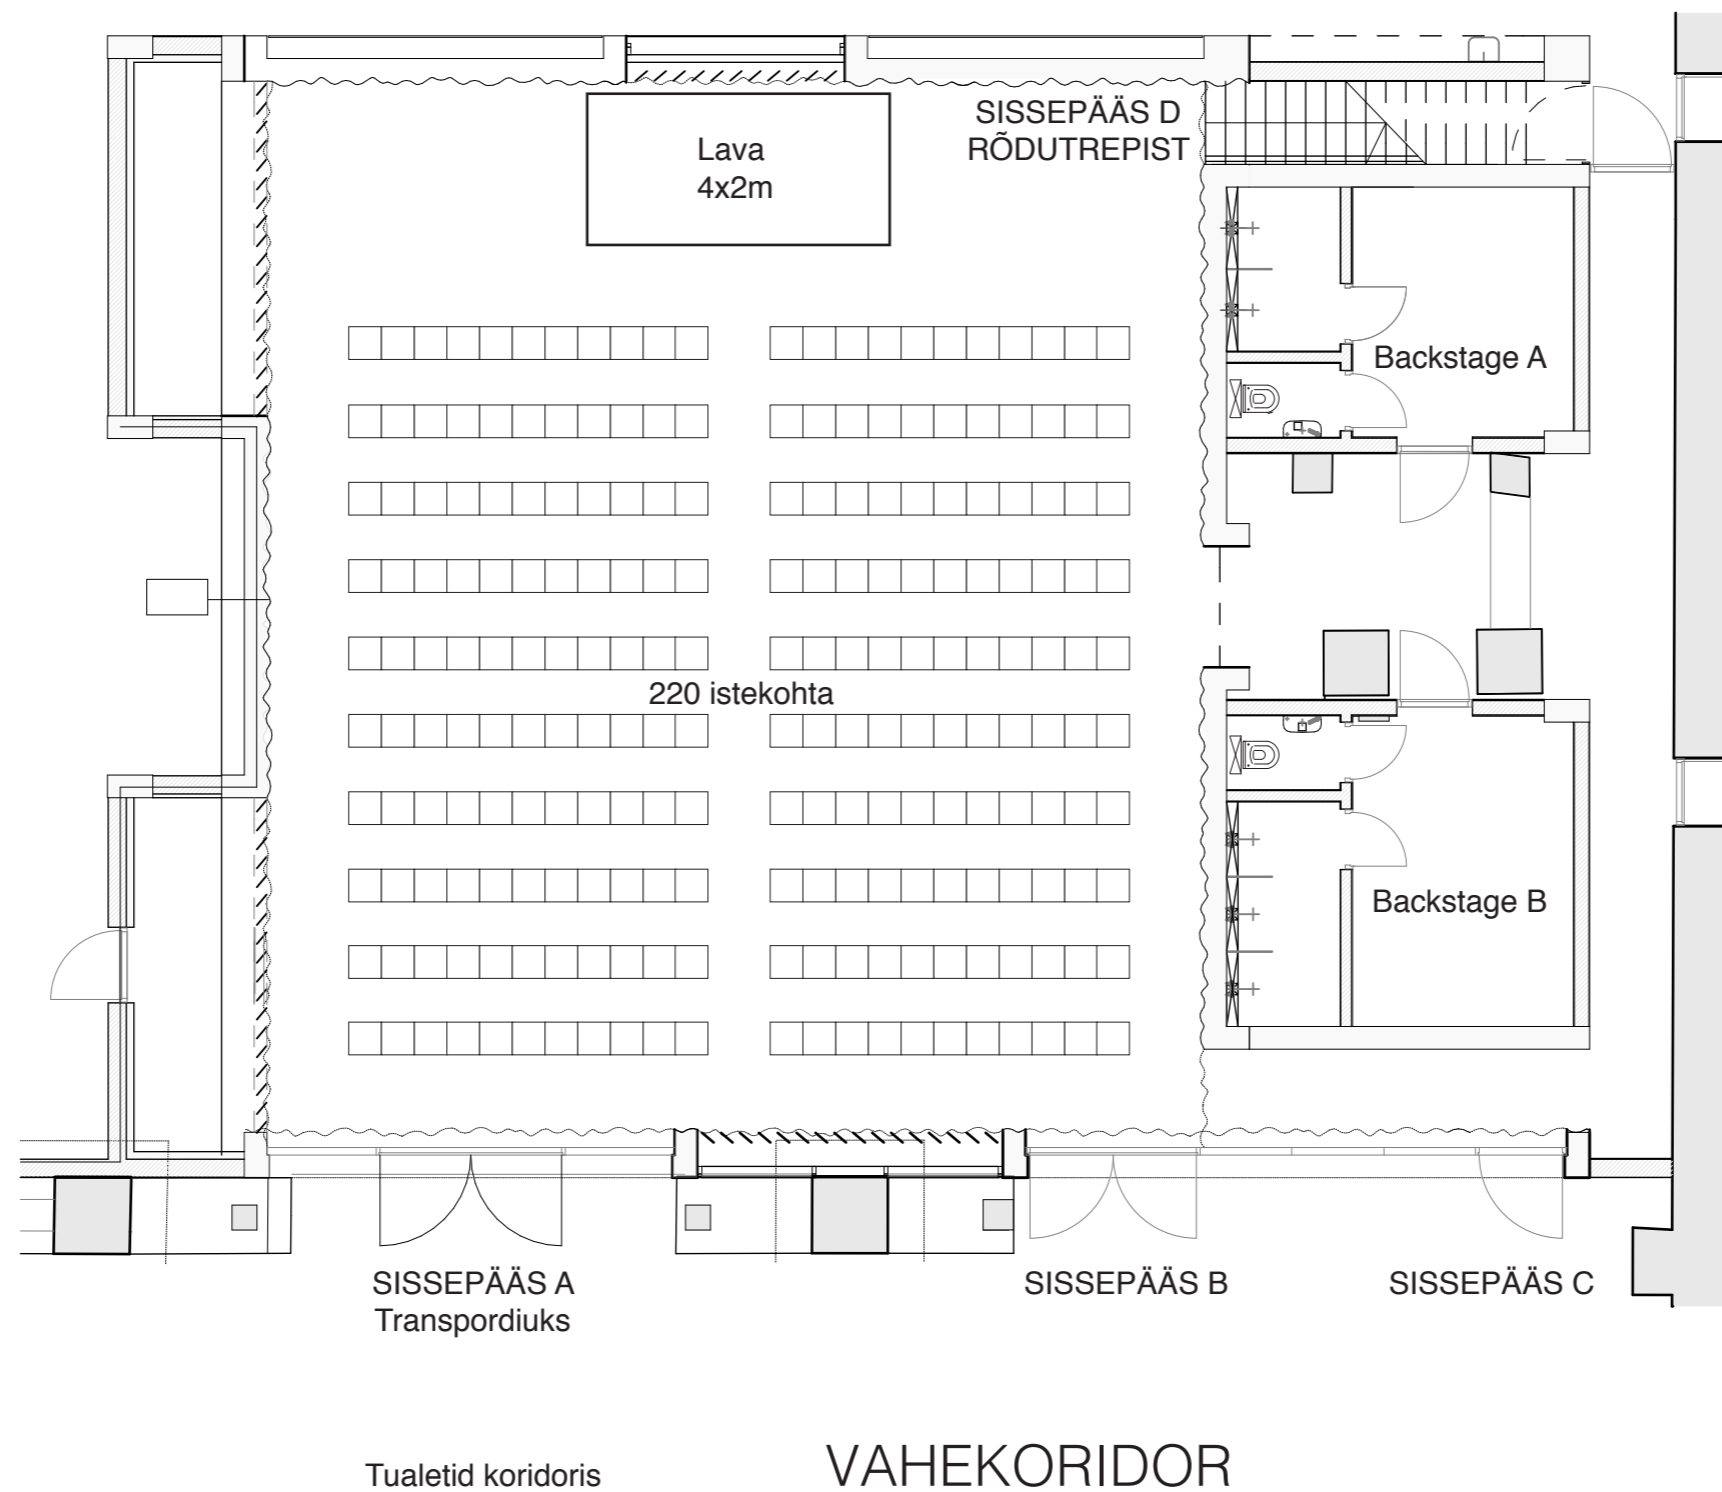 SISSEPÄÄS D
RÕDUTREPIST
Lava
4x2m
Backstage A
220 istekohta
Backstage B
SISSEPÄÄS A
Transpordiuks
SISSEPÄÄS B
SISSEPÄÄS C
Tualetid koridoris
VAHEKORIDOR